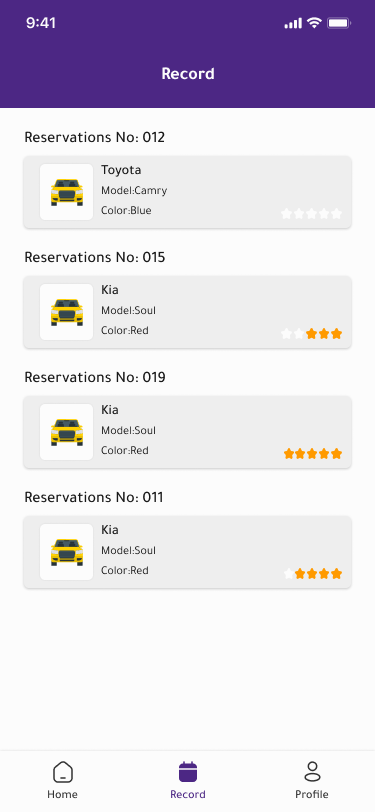 9:41
Record
Reservations No: 012
Toyota
Model:Camry
Color:Blue
Reservations No: 015
Kia
Model:Soul
Color:Red
Reservations No: 019
Kia
Model:Soul
Color:Red
Reservations No: 011
Kia
Model:Soul
Color:Red
Home
Record
Profile